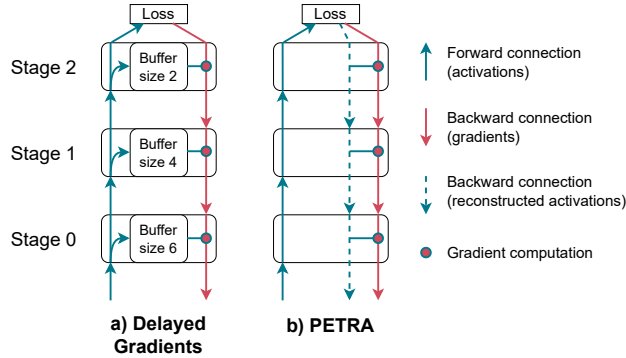 Loss
Loss
Stage 2
Buffer
size 2
Stage 1
Buffer
size 4
Stage 0
Buffer
size 6
a) Delayed
Gradients
b) PETRA
Forward connection
(activations)
Backward connection
(gradients)
Backward connection
(reconstructed activations)
Gradient computation